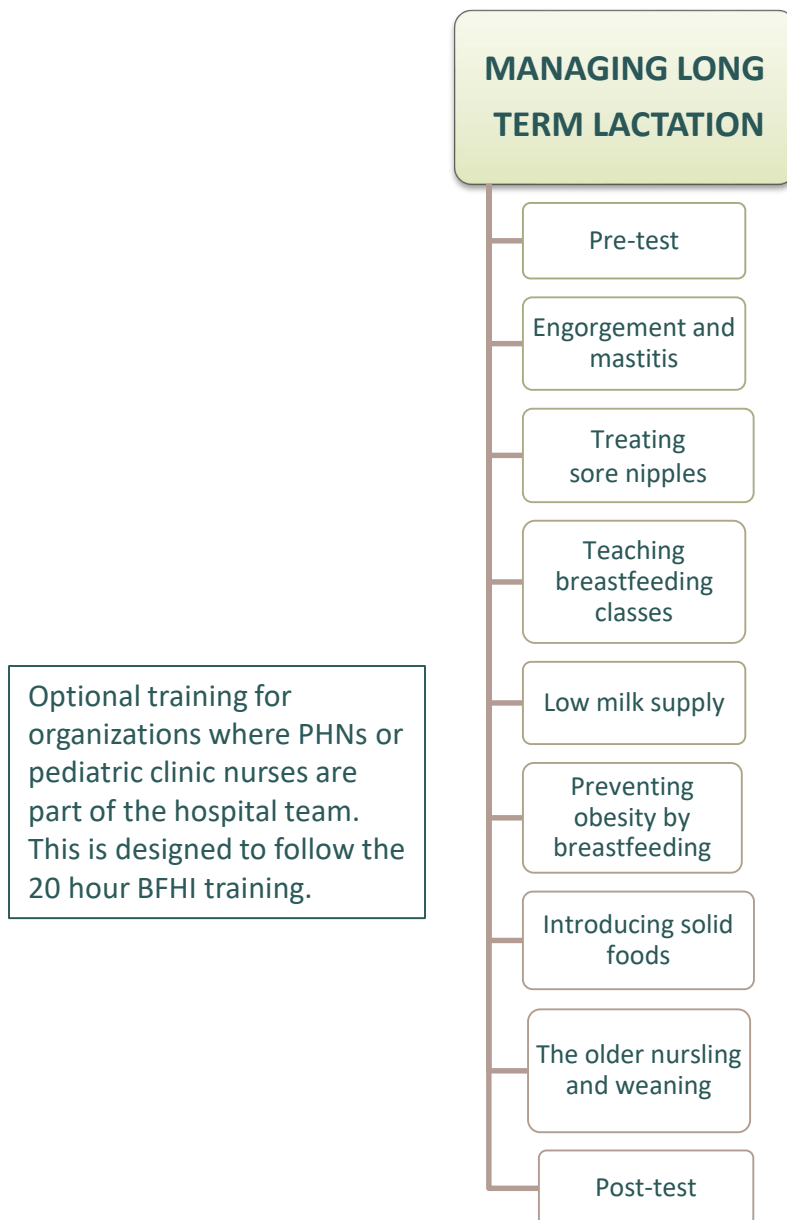 MANAGING LONG
TERM LACTATION
Pre-test
Engorgement and
mastitis
Treating
sore nipples
Teaching
breastfeeding
classes
Low milk supply
Preventing
obesity by
breastfeeding
Introducing solid
foods
The older nursling
and weaning
Post-test
Optional training for
organizations where PHNs or
pediatric clinic nurses are
part of the hospital team.
This is designed to follow the
20 hour BFHI training.